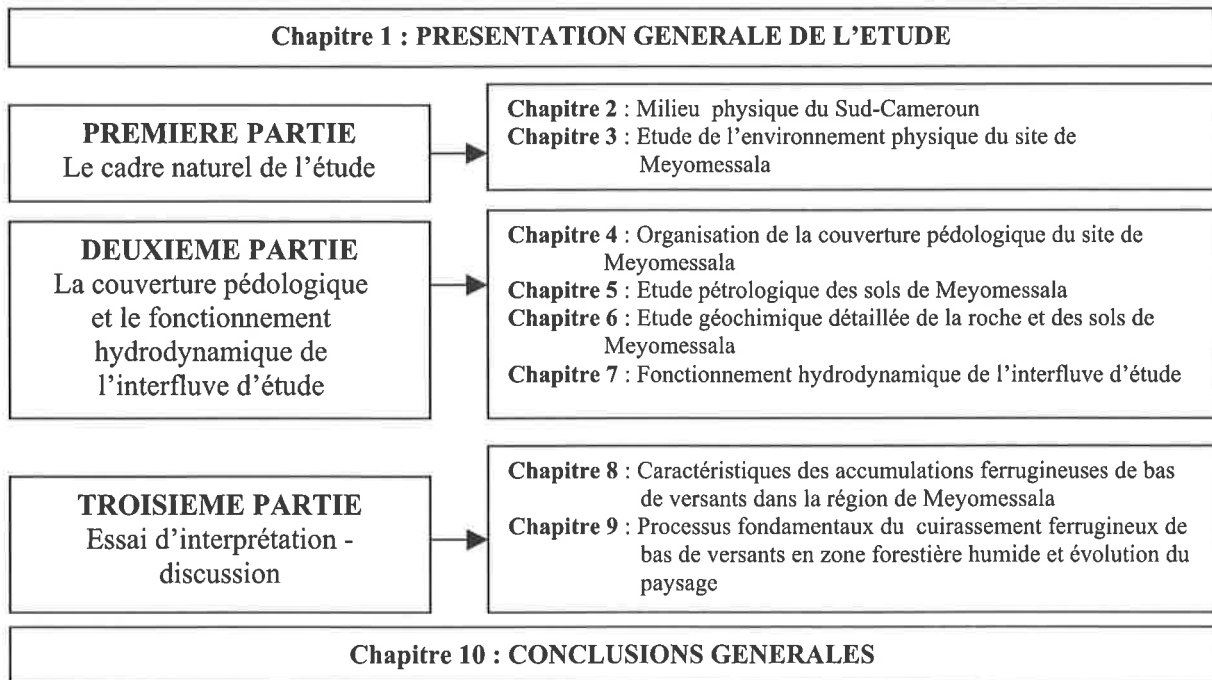 Chapitre 1 : PRESENTATION GENERALE DE L'ETUDE
PREMIERE PARTIE
Le cadre naturel de l'étude
Chapitre 2 : Milieu physique du Sud-Cameroun
Chapitre 3 : Etude de l'environnement physique du site de
Meyomessala
DEUXIEME PARTIE
La couverture pédologique
et le fonctionnement
hydrodynamique de
l'interfluve d'étude
Chapitre 4 : Organisation de la couverture pédologique du site de
Meyomessala
Chapitre 5 : Etude pétrologique des sols de Meyomessala
Chapitre 6 : Etude géochimique détaillée de la roche et des sols de
Meyomessala
Chapitre 7 : Fonctionnement hydrodynamique de l'interfluve d'étude
TROISIEME PARTIE
Essai d'interprétation -
discussion
Chapitre 8 : Caractéristiques des accumulations ferrugineuses de bas
de versants dans la région de Meyomessala
Chapitre 9 : Processus fondamentaux du cuirassement ferrugineux de
bas de versants en zone forestière humide et évolution du
paysage
Chapitre 10 : CONCLUSIONS GENERALES